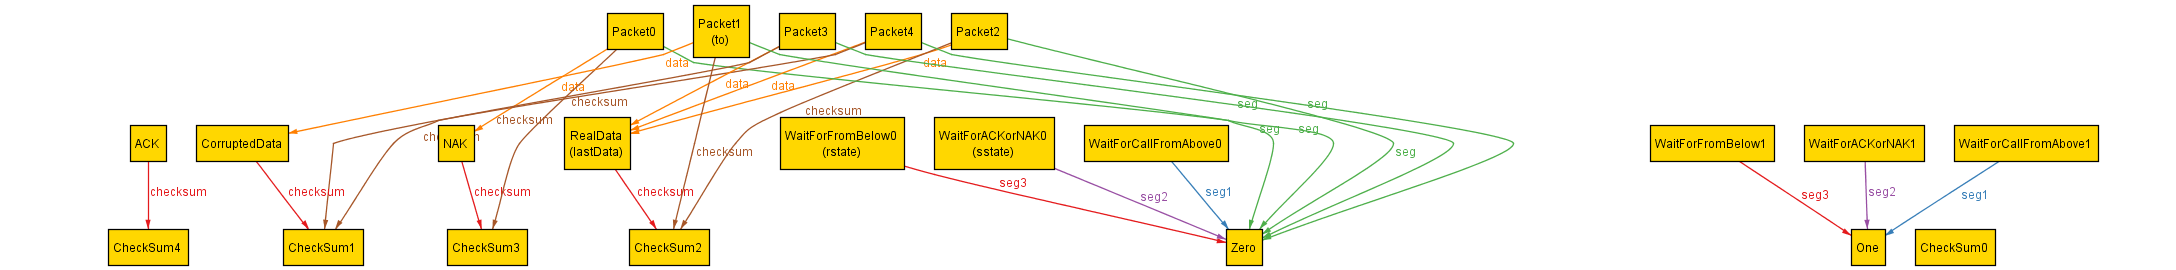 Packet0
Packet1
(to)
Packet3
Packet4
Packet2
data
data
data
data
data
checksum
checksum
checksum
checksum
checksum
seg
seg
seg
seg
seg
ACK
CorruptedData
NAK
RealData
(lastData)
WaitForFromBelow0
(rstate)
WaitForACKorNAK0
(sstate)
WaitForCallFromAbove0
WaitForFromBelow1
WaitForACKorNAK1
WaitForCallFromAbove1
checksum
checksum
checksum
checksum
seg3
seg2
seg1
seg3
seg2
seg1
CheckSum4
CheckSum1
CheckSum3
CheckSum2
Zero
One
CheckSum0